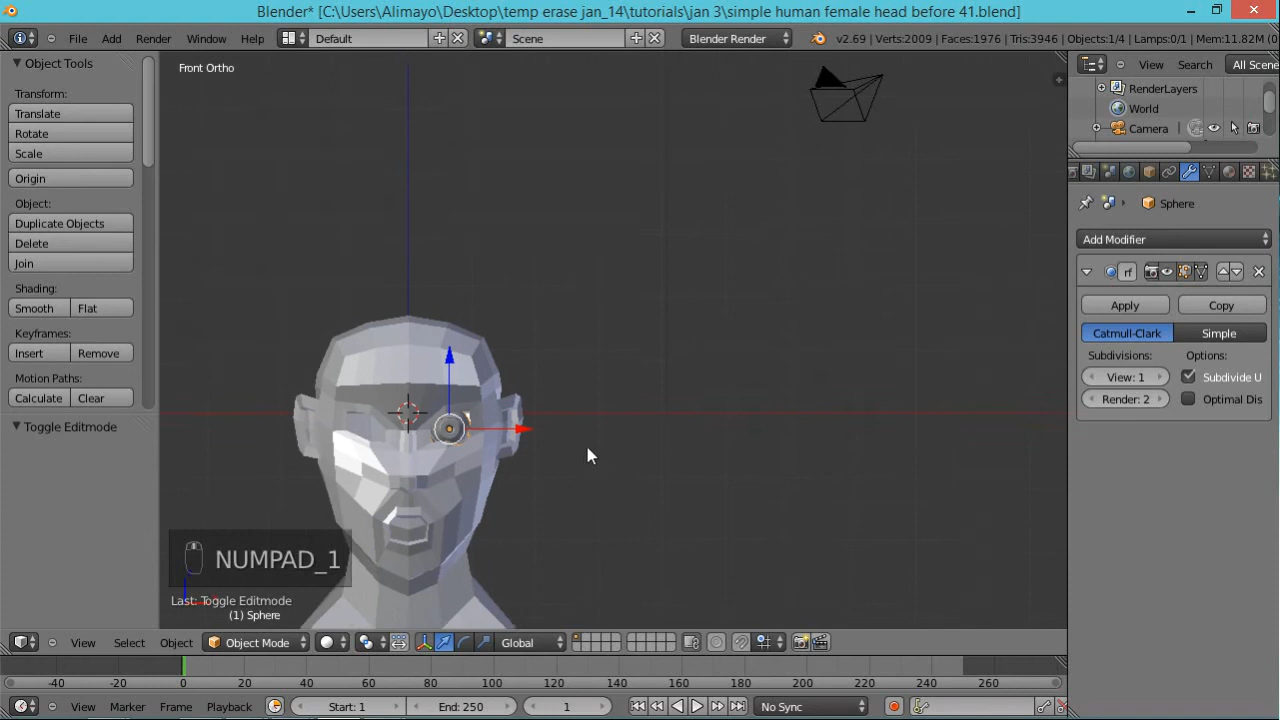 Blender* [C:\Users\Alimayo\Desktop\temp erase jan_14\tutorials\jan 3\simple human female head before 41.blend]
File Add Render Window Help Default Scene Blender Render v2.69 | Verts:2009 | Faces:1976 | Tris:3946 | Objects:1/4 | Lamps:0/1 | Mem:11.82M (0
Object Tools
Transform:
Translate
Rotate
Scale
Origin
Object:
Duplicate Objects
Delete
Join
Shading:
Smooth Flat
Keyframes:
Insert Remove
Motion Paths:
Calculate Clear
Toggle Editmode
Front Ortho
NUMPAD_1
Last: Toggle Editmode
(1) Sphere
View Select Object Object Mode Global
View Search All Scene
RenderLayers
World
Camera
Sphere
Add Modifier
rf
Apply Copy
Catmull-Clark Simple
Subdivisions: Options:
View: 1 Subdivide U
Render: 2 Optimal Dis
-40 -20 0 20 40 60 80 100 120 140 160 180 200 220 240 260
View Marker Frame Playback Start: 1 End: 250 1 No Sync